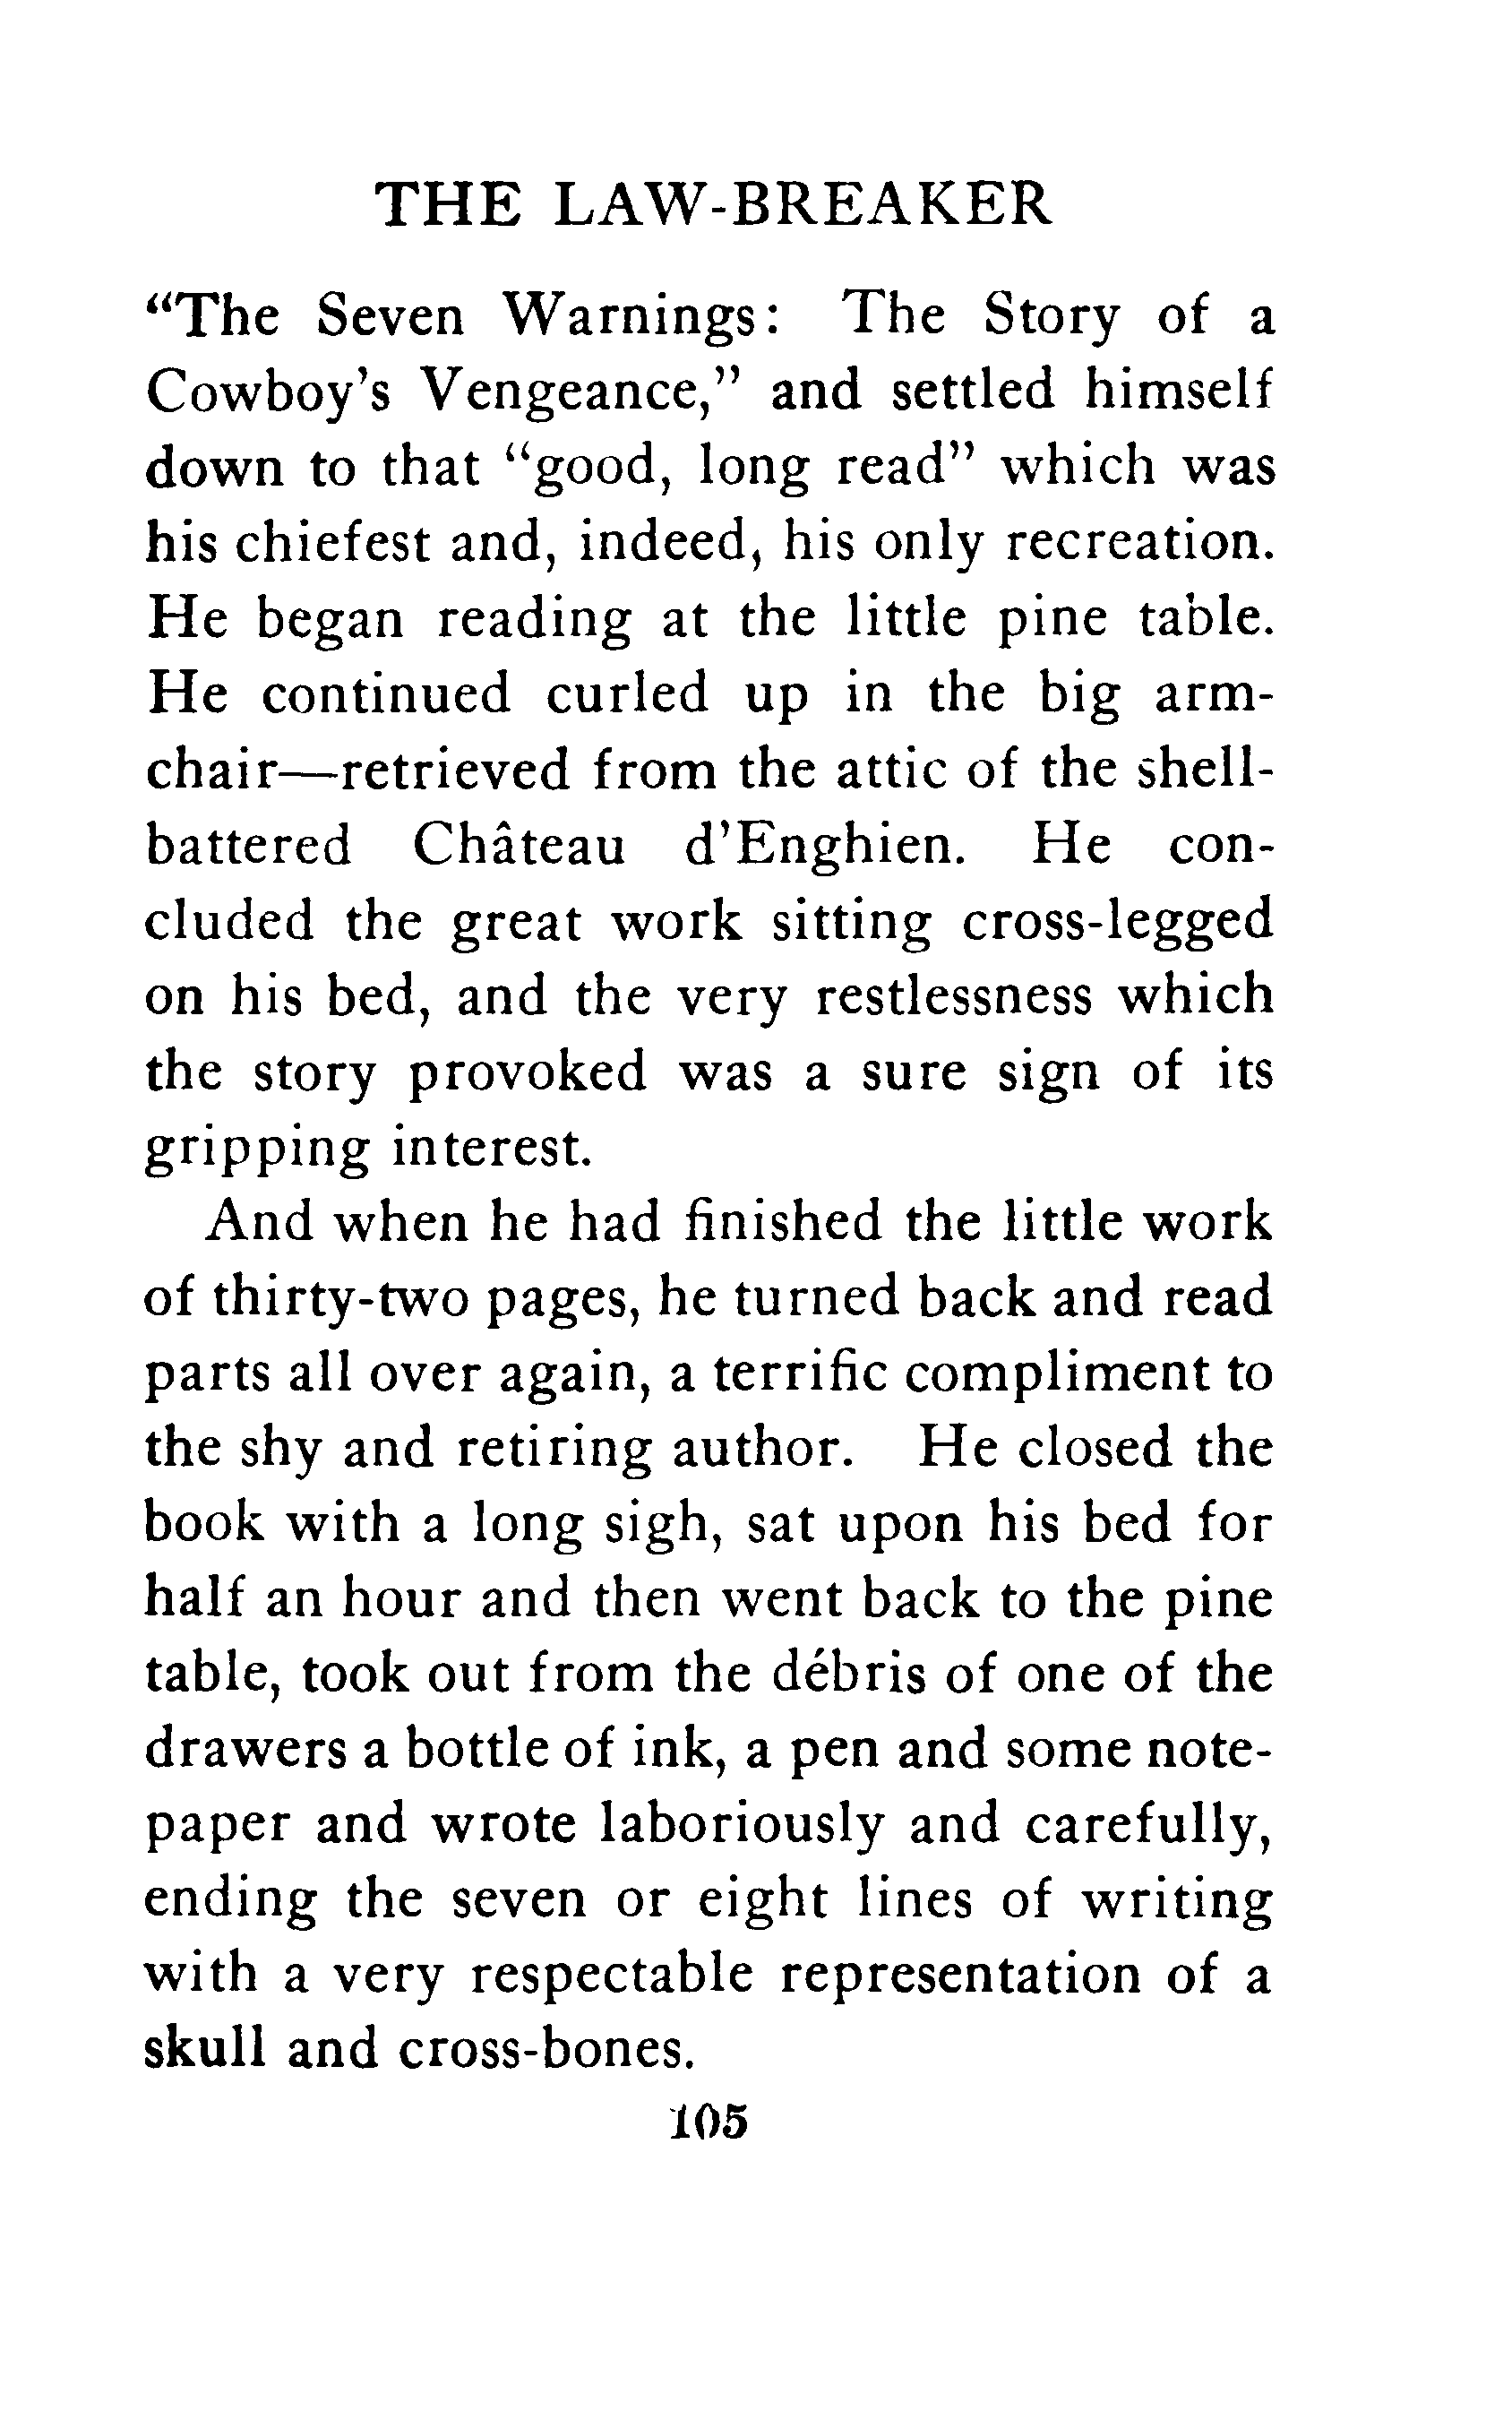 THE LAW-BREAKER
“The Seven Warnings: The Story of a
Cowboy’s Vengeance,” and settled himself
down to that “good, long read” which was
his chiefest and, indeed, his only recreation.
He began reading at the little pine table.
He continued curled up in the big arm-
chair—retrieved from the attic of the shell-
battered Château d’Enghien. He con-
cluded the great work sitting cross-legged
on his bed, and the very restlessness which
the story provoked was a sure sign of its
gripping interest.
And when he had finished the little work
of thirty-two pages, he turned back and read
parts all over again, a terrific compliment to
the shy and retiring author. He closed the
book with a long sigh, sat upon his bed for
half an hour and then went back to the pine
table, took out from the débris of one of the
drawers a bottle of ink, a pen and some note-
paper and wrote laboriously and carefully,
ending the seven or eight lines of writing
with a very respectable representation of a
skull and cross-bones.
105